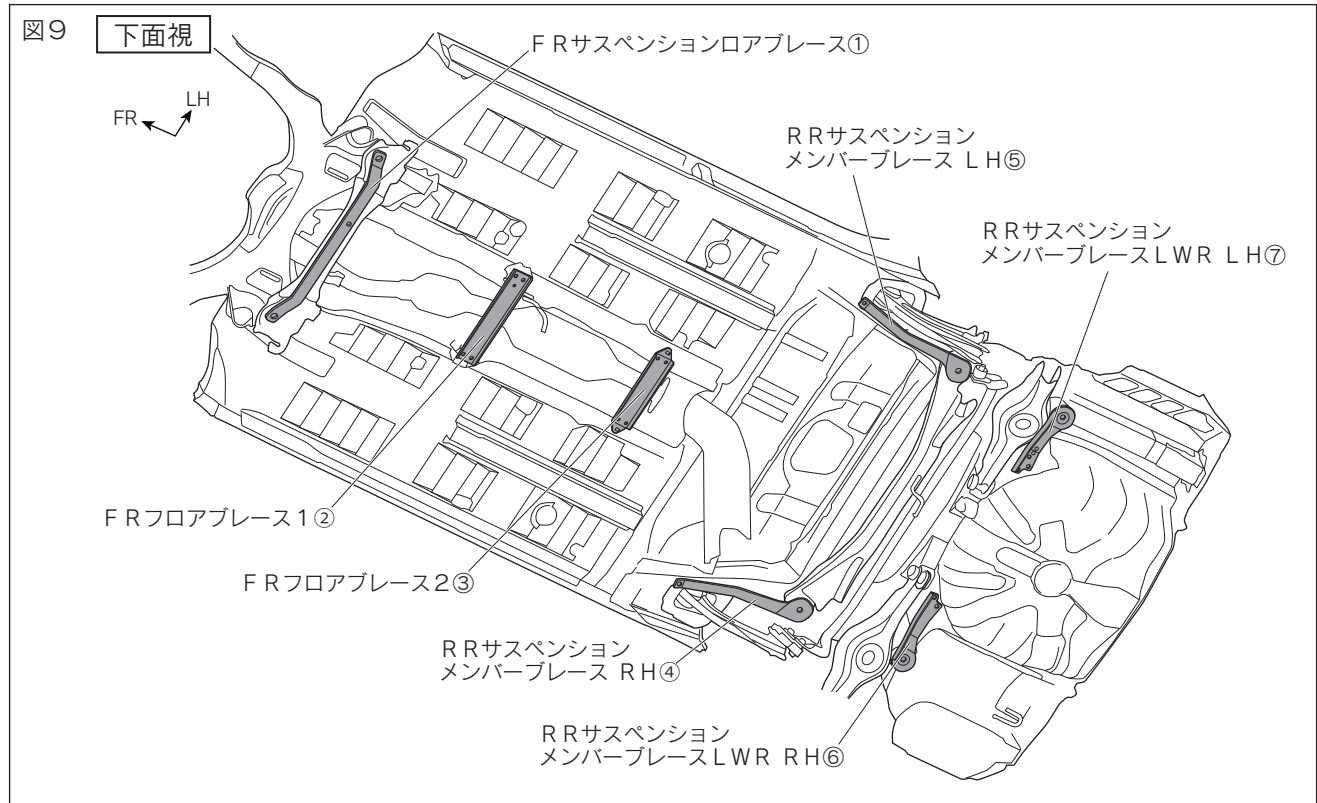 図9
下面視
FRサスペンションロアブレース①
LH
FR
RRサスペンション
メンバーブレース LH⑤
RRサスペンション
メンバーブレースLWR LH⑦
FRフロアブレース1②
FRフロアブレース2③
RRサスペンション
メンバーブレース RH④
RRサスペンション
メンバーブレースLWR RH⑥